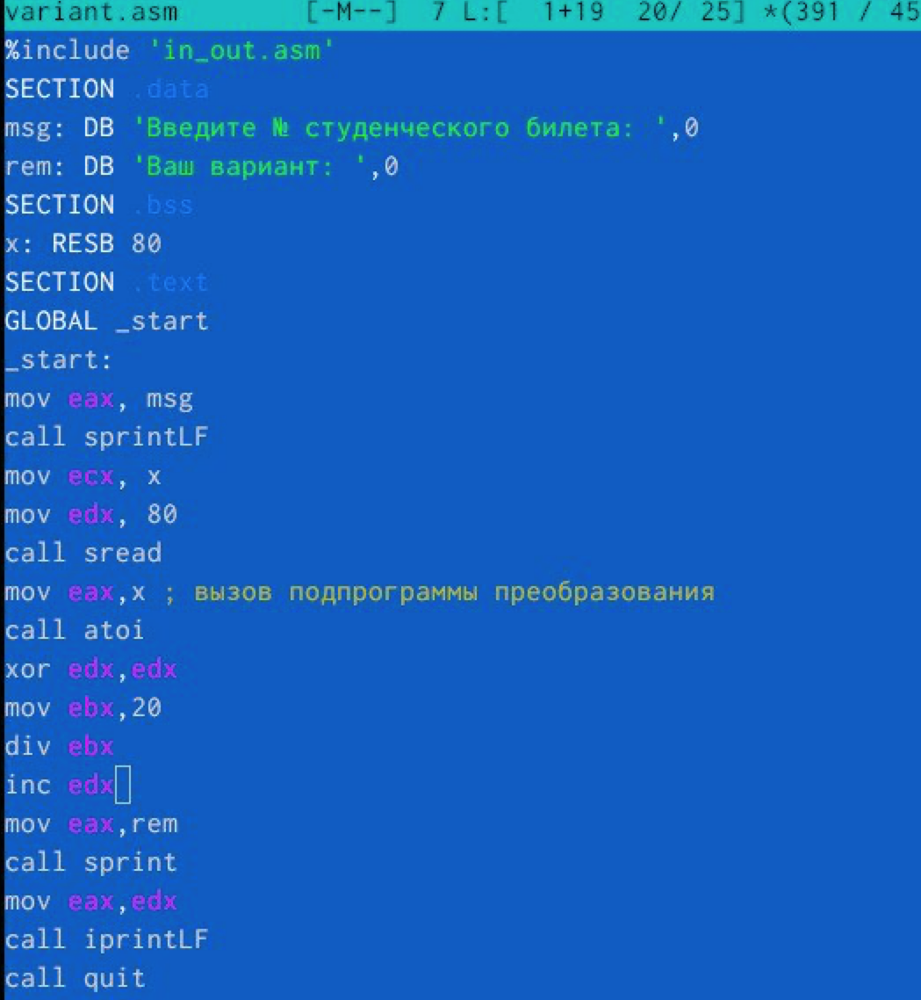 variant.asm [-M--] 7 L:[ 1+19 20/ 25] *(391 / 45
%include 'in_out.asm'
SECTION .data
msg: DB 'Введите № студенческого билета: ',0
rem: DB 'Ваш вариант: ',0
SECTION .bss
x: RESB 80
SECTION .text
GLOBAL _start
_start:
mov eax, msg
call sprintLF
mov ecx, x
mov edx, 80
call sread
mov eax,x ; вызов подпрограммы преобразования
call atoi
xor edx,edx
mov ebx,20
div ebx
inc edx
mov eax,rem
call sprint
mov eax,edx
call iprintLF
call quit